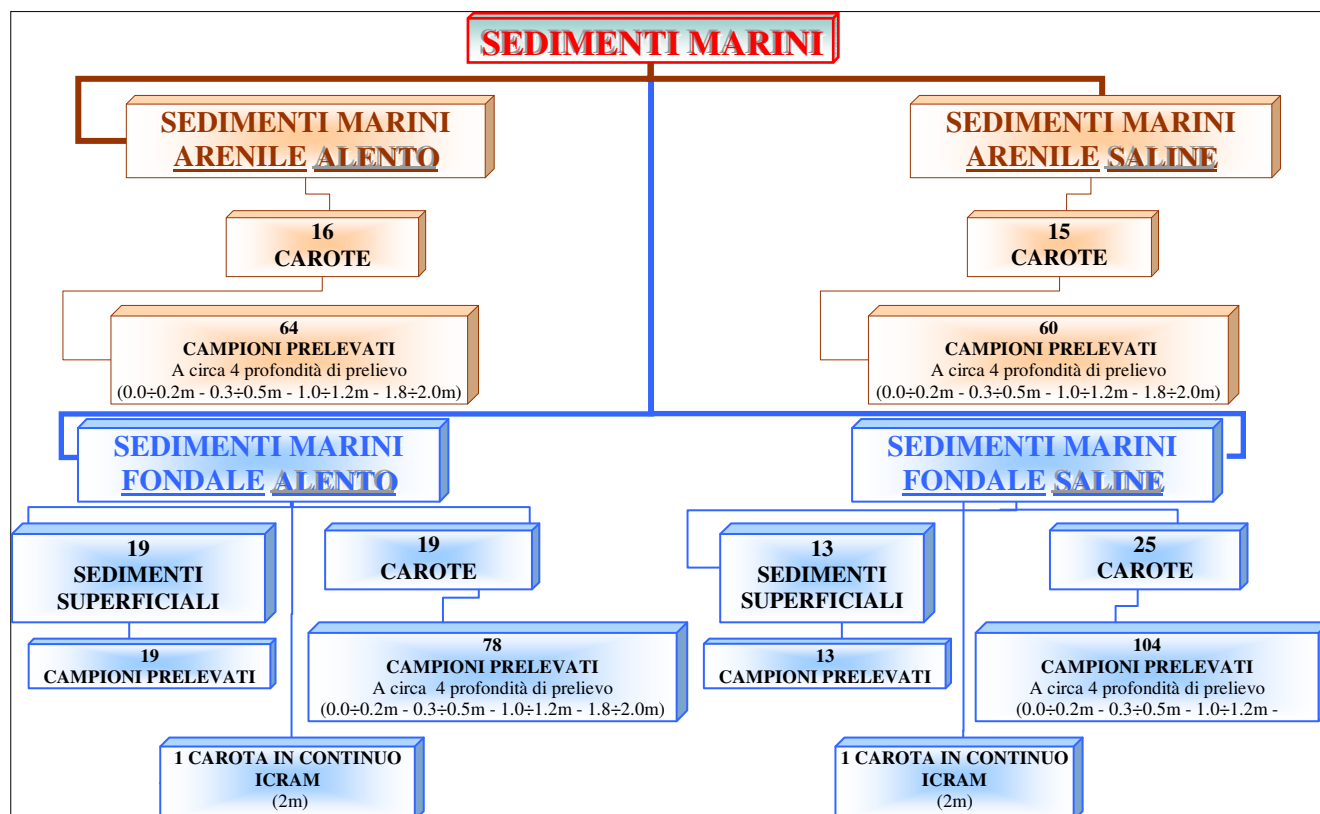 SEDIMENTI MARINI
SEDIMENTI MARINI
ARENILE ALENTO
16
CAROTE
64
CAMPIONI PRELEVATI
A circa 4 profondità di prelievo
(0.0÷0.2m - 0.3÷0.5m - 1.0÷1.2m - 1.8÷2.0m)
SEDIMENTI MARINI
ARENILE SALINE
15
CAROTE
60
CAMPIONI PRELEVATI
A circa 4 profondità di prelievo
(0.0÷0.2m - 0.3÷0.5m - 1.0÷1.2m - 1.8÷2.0m)
SEDIMENTI MARINI
FONDALE ALENTO
19
SEDIMENTI
SUPERFICIALI
19
CAMPIONI PRELEVATI
19
CAROTE
78
CAMPIONI PRELEVATI
A circa 4 profondità di prelievo
(0.0÷0.2m - 0.3÷0.5m - 1.0÷1.2m - 1.8÷2.0m)
1 CAROTA IN CONTINUO
ICRAM
(2m)
SEDIMENTI MARINI
FONDALE SALINE
13
SEDIMENTI
SUPERFICIALI
13
CAMPIONI PRELEVATI
25
CAROTE
104
CAMPIONI PRELEVATI
A circa 4 profondità di prelievo
(0.0÷0.2m - 0.3÷0.5m - 1.0÷1.2m -
1 CAROTA IN CONTINUO
ICRAM
(2m)